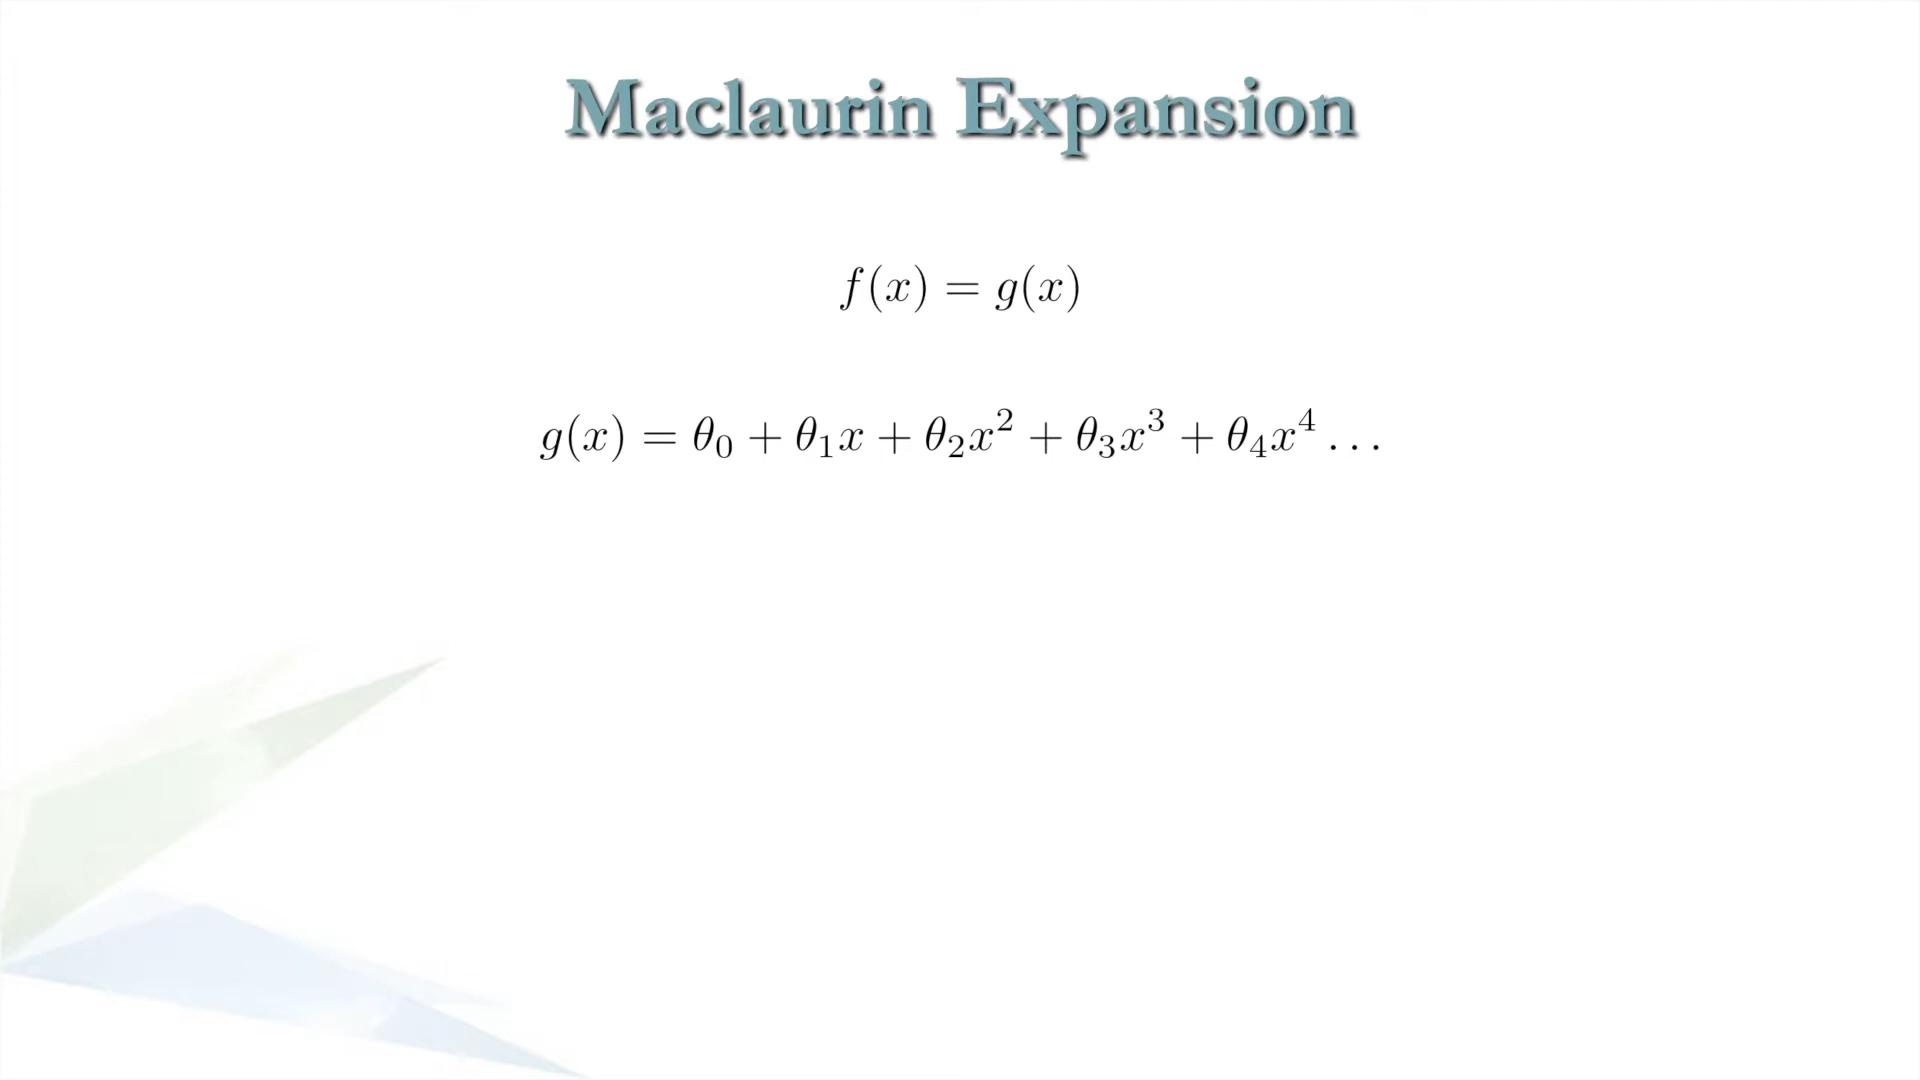 Maclaurin Expansion
f(x) = g(x)
g(x) = θ₀ + θ₁x + θ₂x² + θ₃x³ + θ₄x⁴ . . .